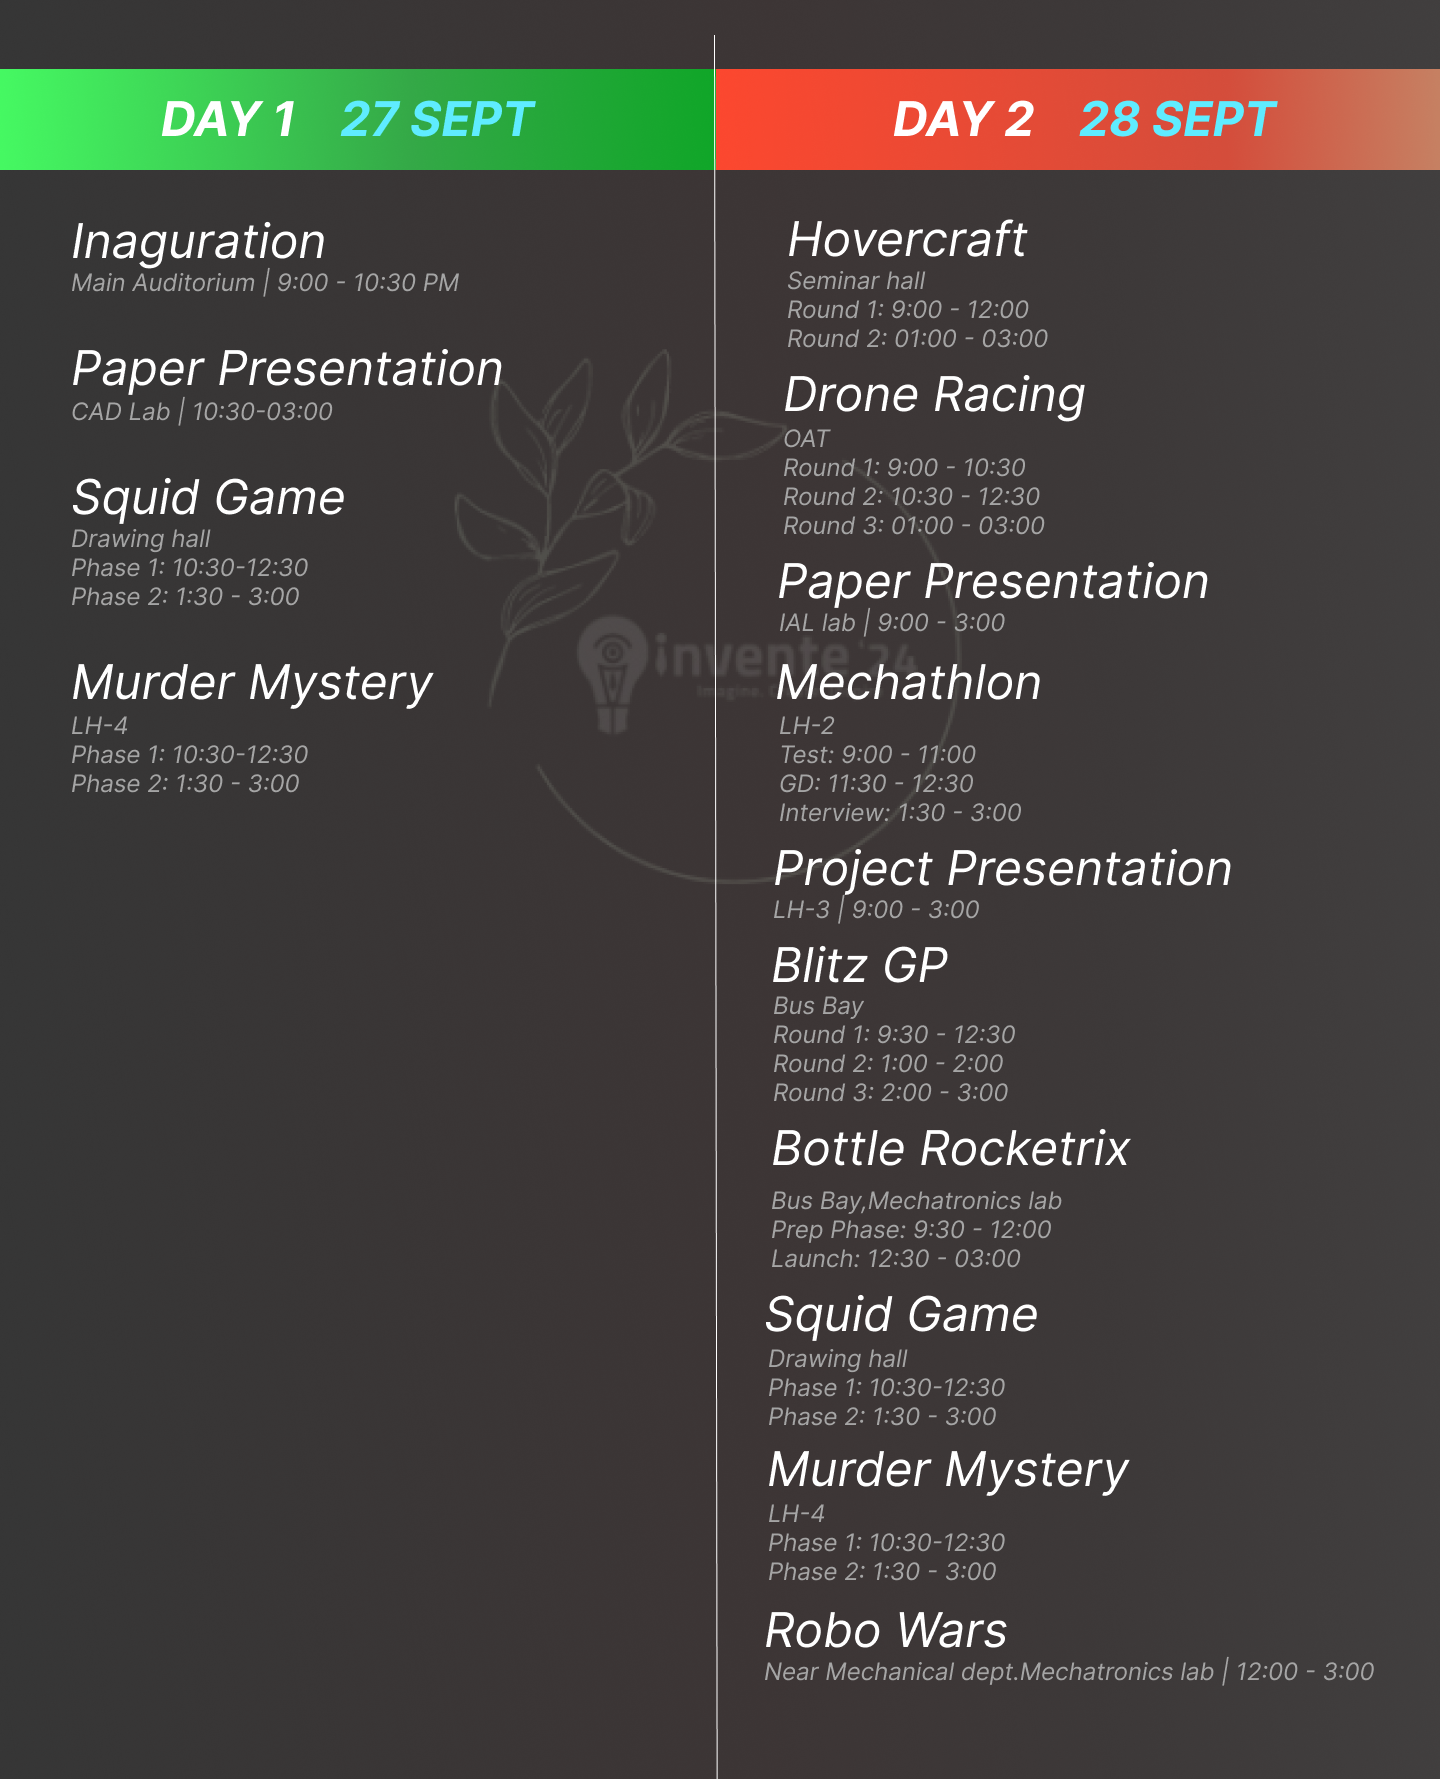 DAY 1 27 SEPT
Inaguration
Main Auditorium | 9:00 - 10:30 PM
Paper Presentation
CAD Lab | 10:30-03:00
Squid Game
Drawing hall
Phase 1: 10:30-12:30
Phase 2: 1:30 - 3:00
Murder Mystery
LH-4
Phase 1: 10:30-12:30
Phase 2: 1:30 - 3:00
DAY 2 28 SEPT
Hovercraft
Seminar hall
Round 1: 9:00 - 12:00
Round 2: 01:00 - 03:00
Drone Racing
OAT
Round 1: 9:00 - 10:30
Round 2: 10:30 - 12:30
Round 3: 01:00 - 03:00
Paper Presentation
IAL lab | 9:00 - 3:00
Mechathlon
LH-2
Test: 9:00 - 11:00
GD: 11:30 - 12:30
Interview: 1:30 - 3:00
Project Presentation
LH-3 | 9:00 - 3:00
Blitz GP
Bus Bay
Round 1: 9:30 - 12:30
Round 2: 1:00 - 2:00
Round 3: 2:00 - 3:00
Bottle Rocketrix
Bus Bay,Mechatronics lab
Prep Phase: 9:30 - 12:00
Launch: 12:30 - 03:00
Squid Game
Drawing hall
Phase 1: 10:30-12:30
Phase 2: 1:30 - 3:00
Murder Mystery
LH-4
Phase 1: 10:30-12:30
Phase 2: 1:30 - 3:00
Robo Wars
Near Mechanical dept.Mechatronics lab | 12:00 - 3:00
invente '24
Imagine.